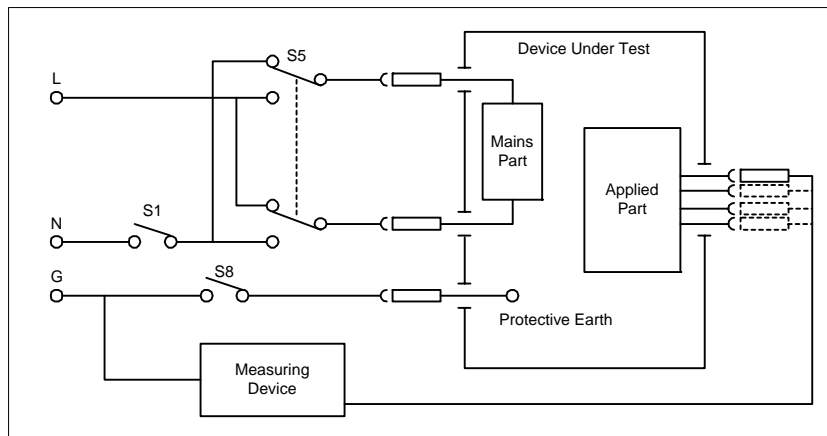 S5
Device Under Test
L
Mains
Part
Applied
Part
S1
N
S8
G
Protective Earth
Measuring
Device